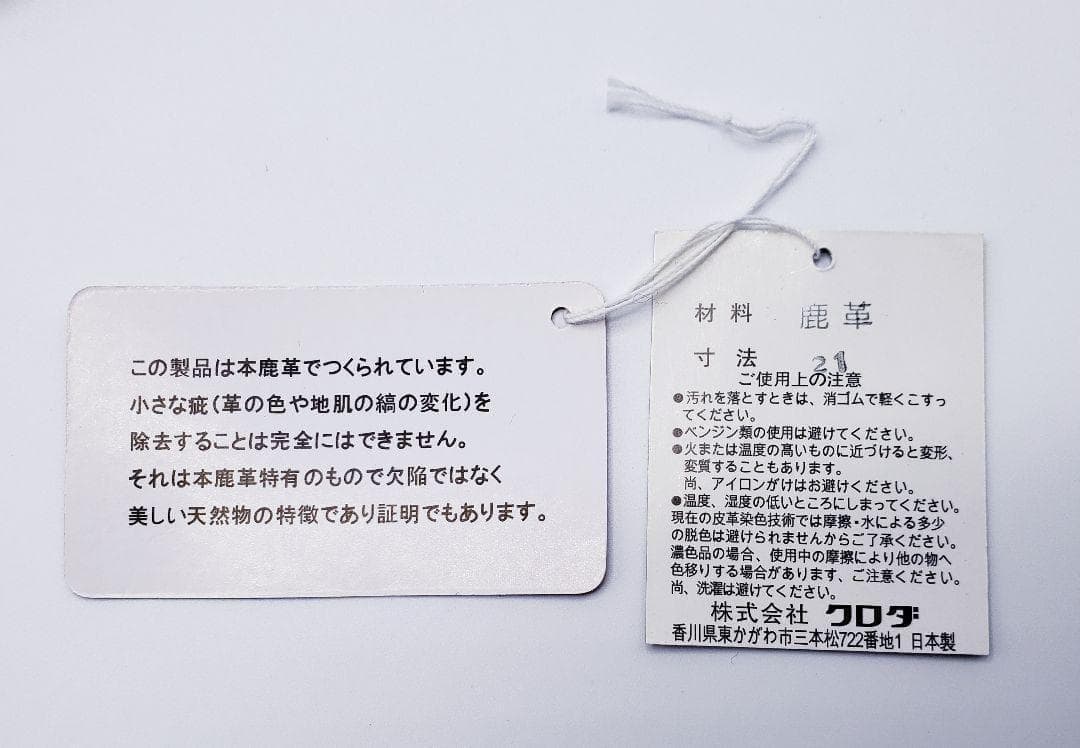 この製品は本鹿革でつくられています。
小さな疵(革の色や地肌の縞の変化)を
除去することは完全にはできません。
それは本鹿革特有のもので欠陥ではなく
美しい天然物の特徴であり証明でもあります。
材料 鹿革
寸法 21
ご使用上の注意
●汚れを落とすときは、消ゴムで軽くこすっ
てください。
●ベンジン類の使用は避けてください。
●火または温度の高いものに近づけると変形、
変質することもあります。
尚、アイロンがけはお避けください。
●温度、湿度の低いところにしまってください。
現在の皮革染色技術では摩擦・水による多少
の脱色は避けられませんからご了承ください。
濃色品の場合、使用中の摩擦により他の物へ
色移りする場合があります、ご注意ください。
尚、洗濯は避けてください。
株式会社 クロダ
香川県東かがわ市三本松722番地1 日本製